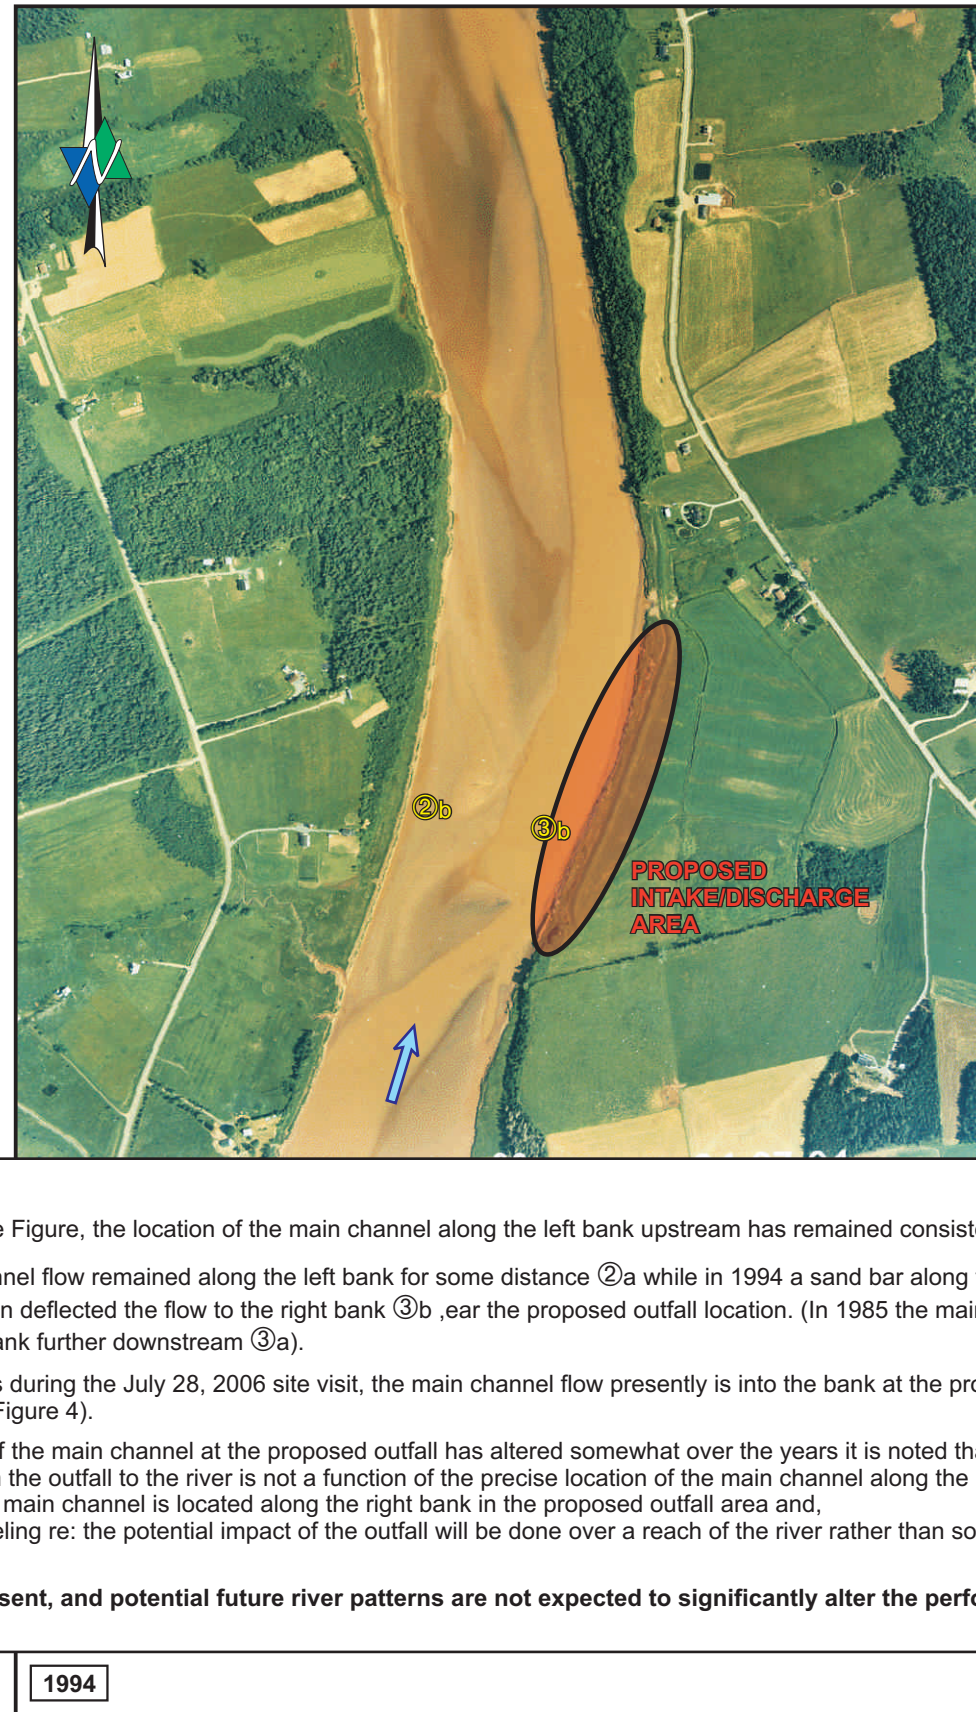 ②b
③b
PROPOSED
INTAKE/DISCHARGE
AREA
e Figure, the location of the main channel along the left bank upstream has remained consiste
nnel flow remained along the left bank for some distance ②a while in 1994 a sand bar along
n deflected the flow to the right bank ③b ,ear the proposed outfall location. (In 1985 the main
ank further downstream ③a).
s during the July 28, 2006 site visit, the main channel flow presently is into the bank at the pro
Figure 4).
f the main channel at the proposed outfall has altered somewhat over the years it is noted tha
n the outfall to the river is not a function of the precise location of the main channel along the
main channel is located along the right bank in the proposed outfall area and,
eling re: the potential impact of the outfall will be done over a reach of the river rather than so
sent, and potential future river patterns are not expected to significantly alter the perfo
1994